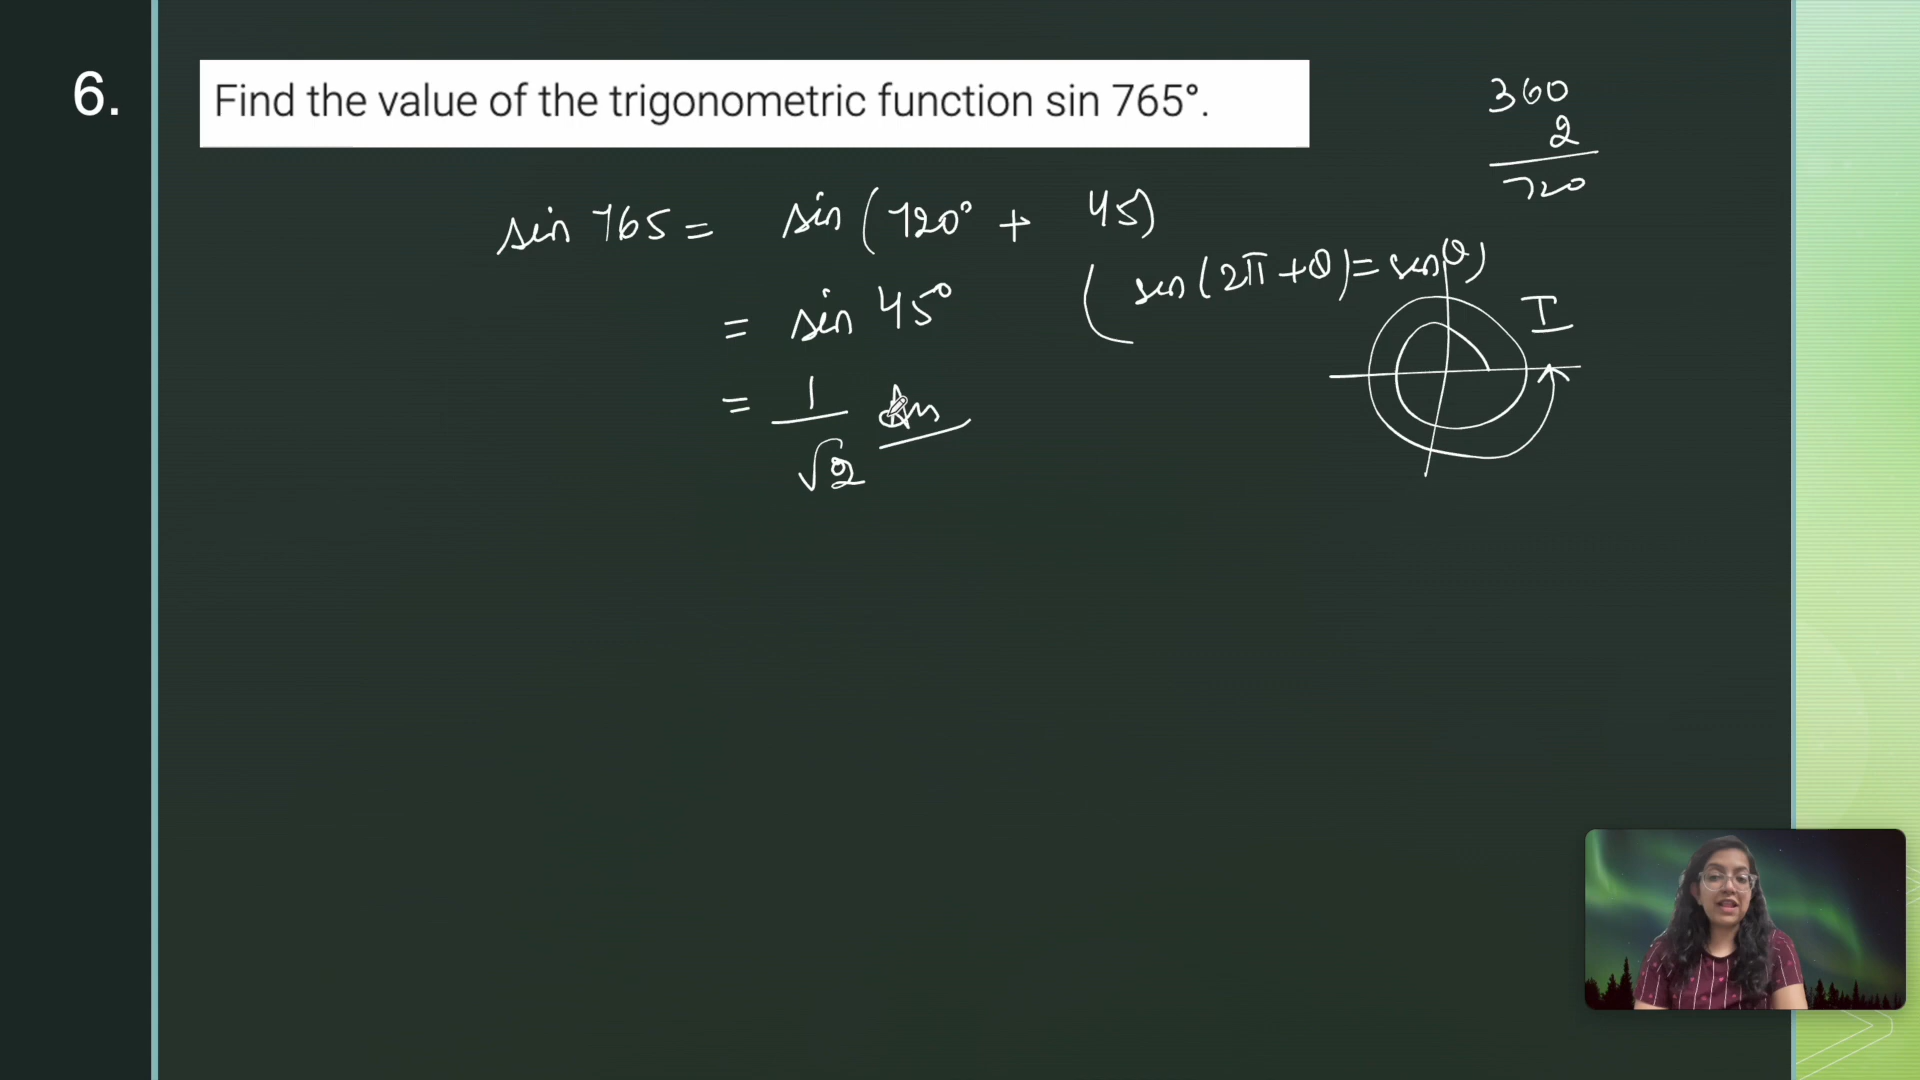 6.
Find the value of the trigonometric function sin 765°.
360
2
720
sin 765 = sin (720° + 45)
= sin 45° ( sin (2π + θ) = sin θ)
I
= 1/√2 Ans